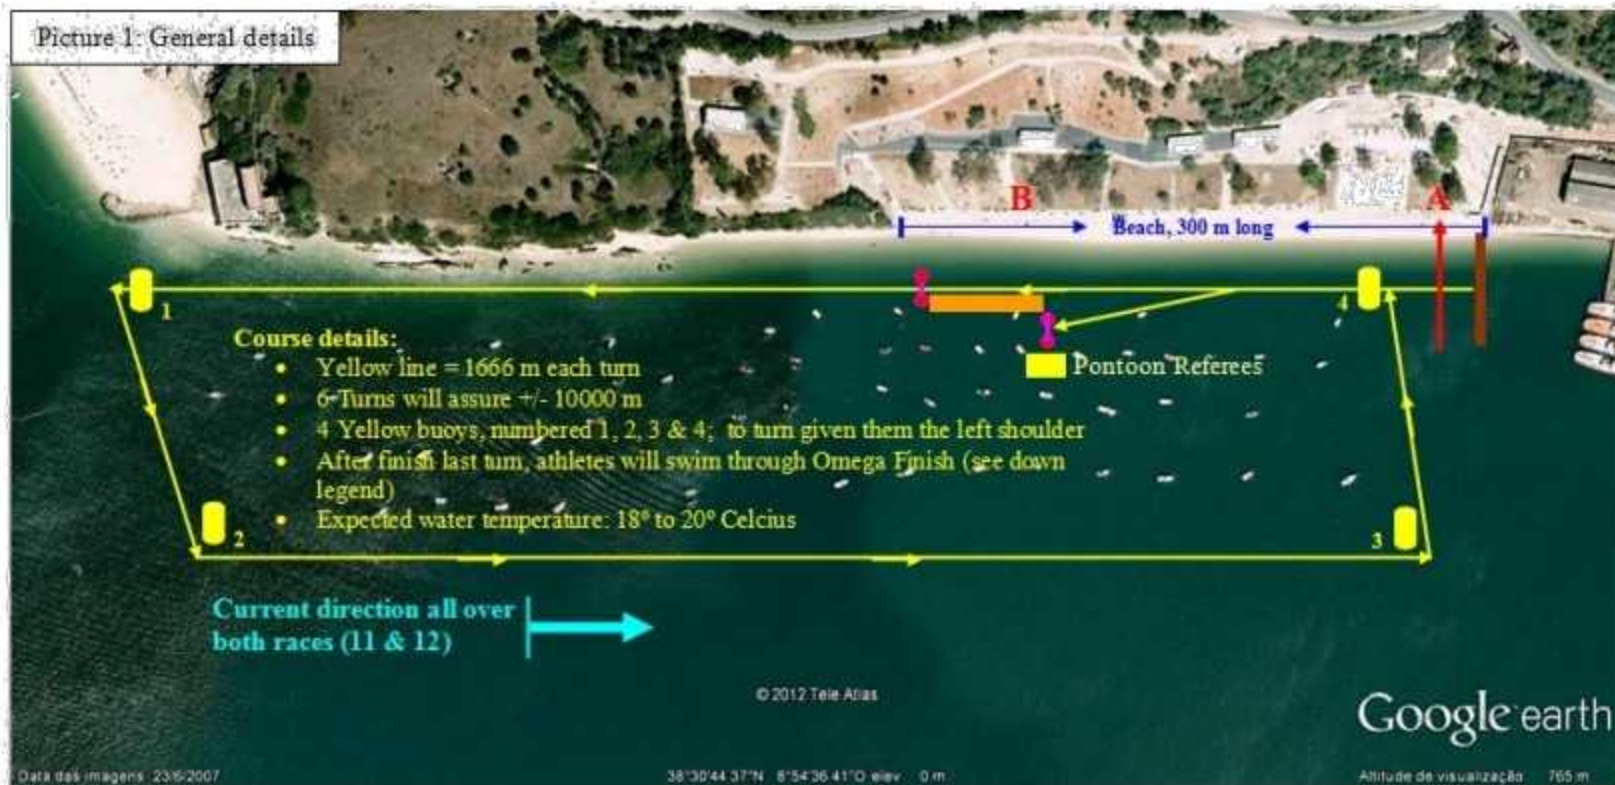 Picture 1: General details
B
A
Beach, 300 m long
1
4
Course details:
• Yellow line = 1666 m each turn
Pontoon Referees
• 6 Turns will assure +/- 10000 m
• 4 Yellow buoys, numbered 1, 2, 3 & 4; to turn given them the left shoulder
• After finish last turn, athletes will swim through Omega Finish (see down
legend)
• Expected water temperature: 18º to 20º Celcius
2
3
Current direction all over
both races (11 & 12)
© 2012 Tele Atlas
Google earth
Data das imagens 23/6/2007
38°30'44 37"N 8°54'36 41"O elev 0 m
Altitude de visualização 765 m